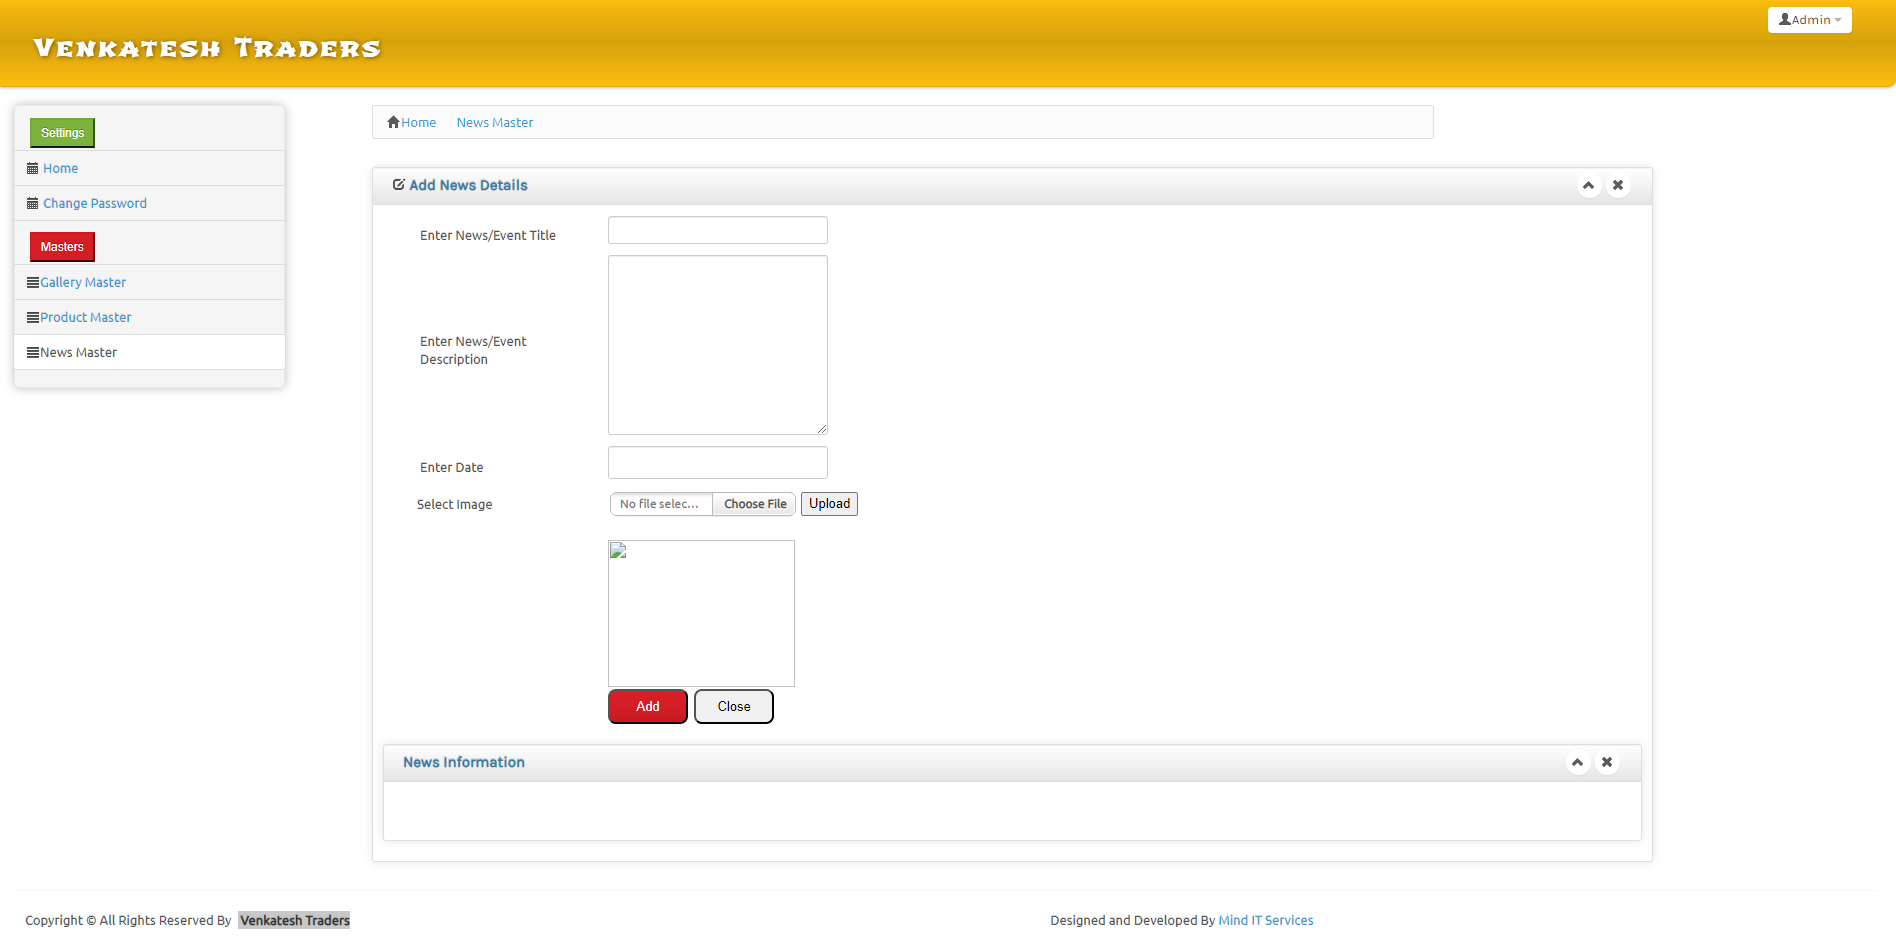 Venkatesh Traders
Admin
Settings
Home
Change Password
Masters
Gallery Master
Product Master
News Master
Home News Master
Add News Details
Enter News/Event Title
Enter News/Event
Description
Enter Date
Select Image No file selec... Choose File Upload
Add Close
News Information
Copyright © All Rights Reserved By Venkatesh Traders
Designed and Developed By Mind IT Services